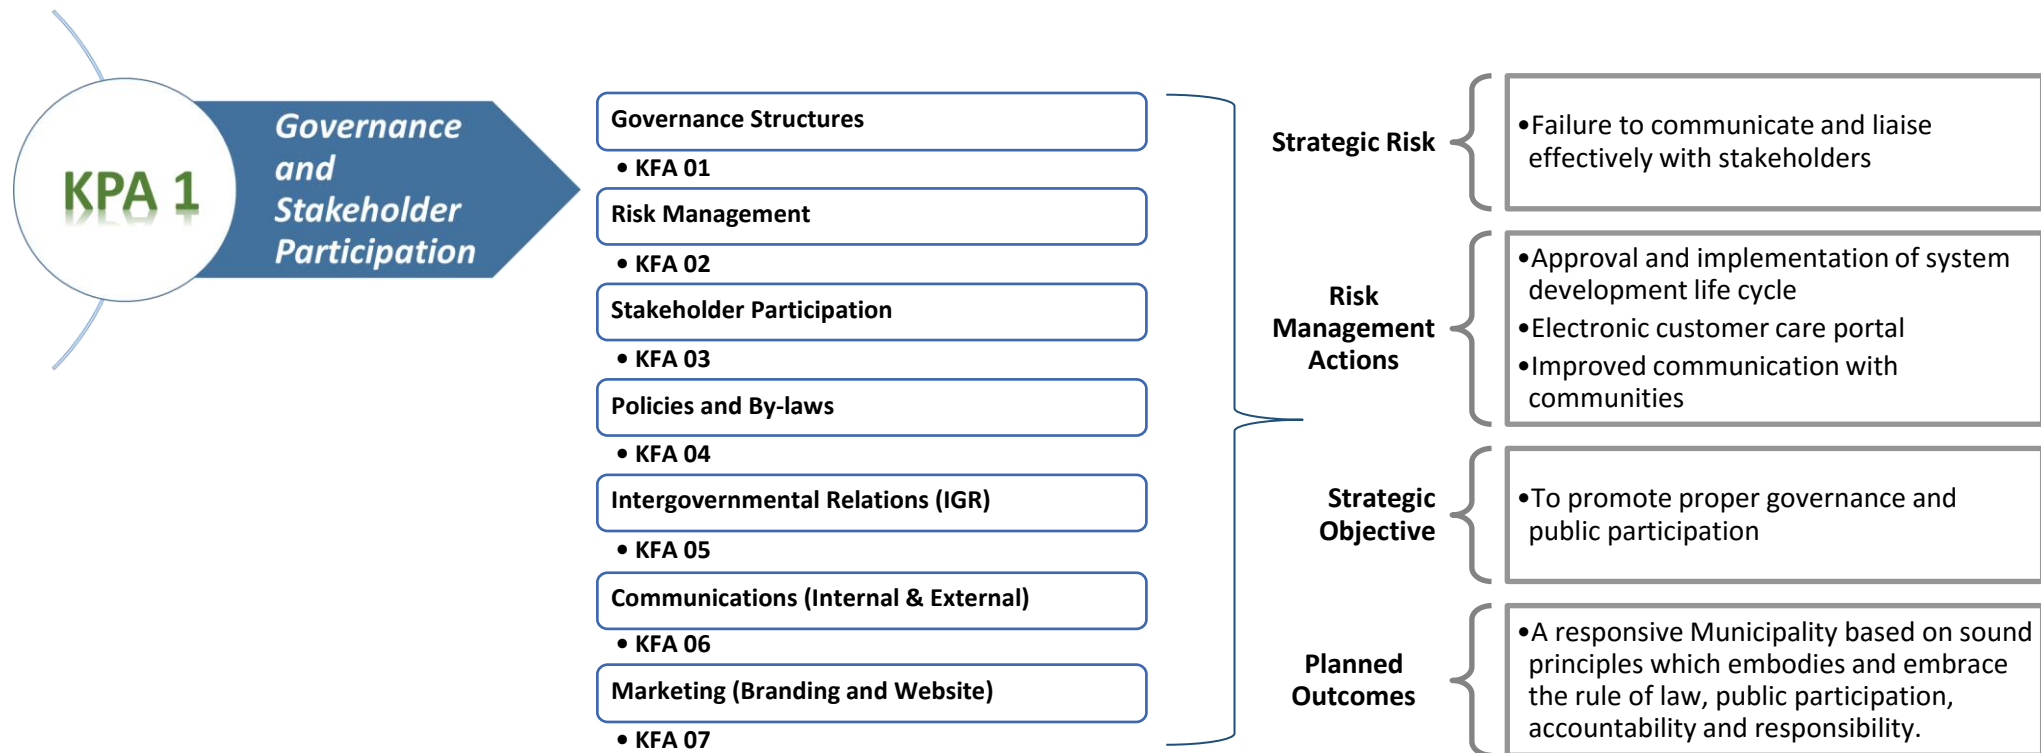 KPA 1
Governance
and
Stakeholder
Participation
Governance Structures
• KFA 01
Risk Management
• KFA 02
Stakeholder Participation
• KFA 03
Policies and By-laws
• KFA 04
Intergovernmental Relations (IGR)
• KFA 05
Communications (Internal & External)
• KFA 06
Marketing (Branding and Website)
• KFA 07
Strategic Risk
•Failure to communicate and liaise
effectively with stakeholders
Risk
Management
Actions
•Approval and implementation of system
development life cycle
•Electronic customer care portal
•Improved communication with
communities
Strategic
Objective
•To promote proper governance and
public participation
Planned
Outcomes
•A responsive Municipality based on sound
principles which embodies and embrace
the rule of law, public participation,
accountability and responsibility.